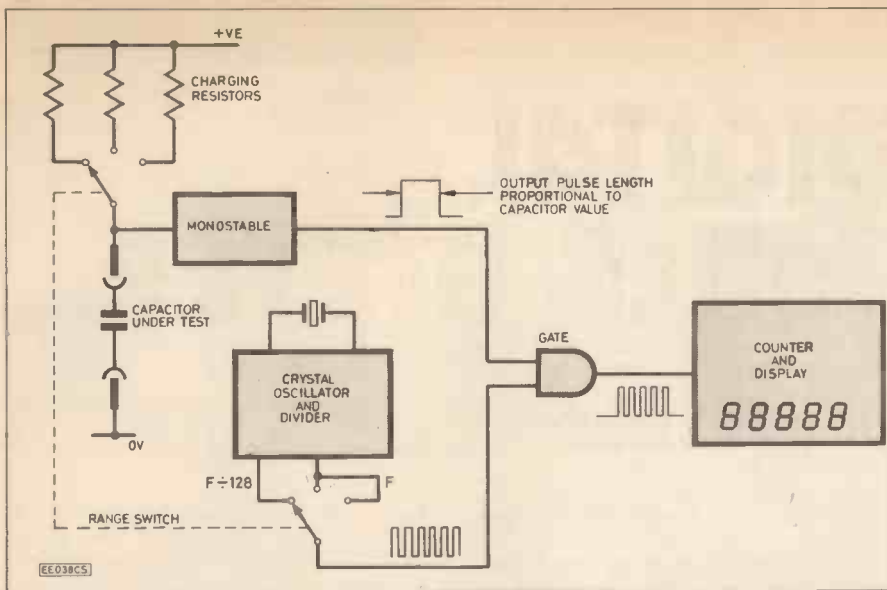 +VE
CHARGING
RESISTORS
OUTPUT PULSE LENGTH
PROPORTIONAL TO
CAPACITOR VALUE
MONOSTABLE
CAPACITOR
UNDER TEST
GATE
COUNTER
AND
DISPLAY
88888
CRYSTAL
OSCILLATOR
AND
DIVIDER
0V
F÷128
F
RANGE SWITCH
EE038CS